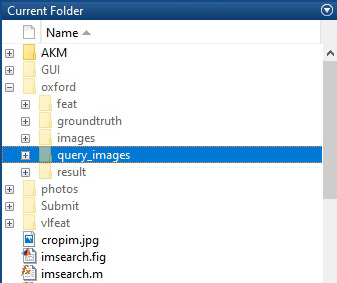 Current Folder
Name
AKM
GUI
oxford
feat
groundtruth
images
query_images
result
photos
Submit
vlfeat
cropim.jpg
imsearch.fig
imsearch.m